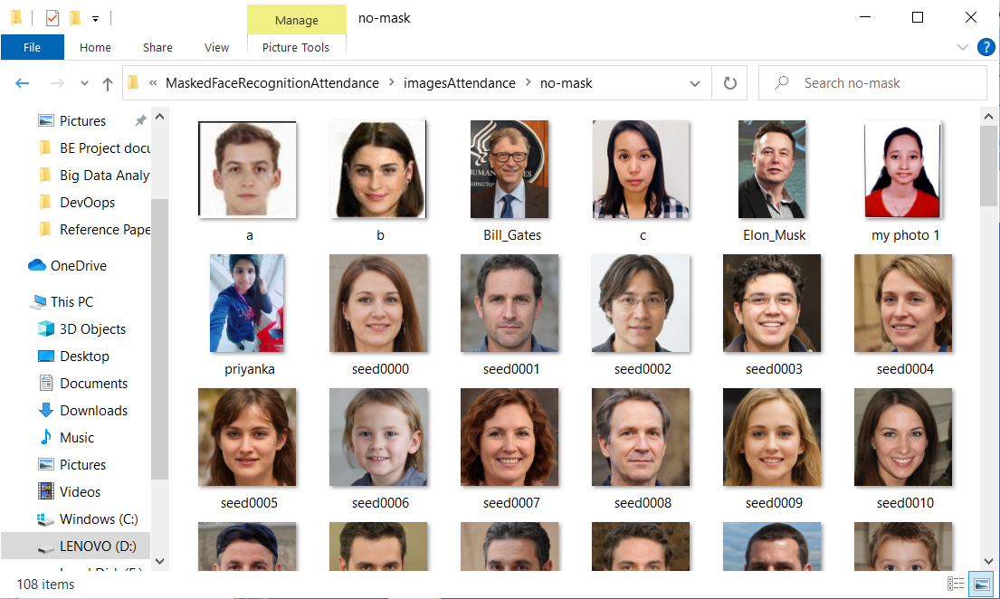 Manage
no-mask
File
Home
Share
View
Picture Tools
?
« MaskedFaceRecognitionAttendance > imagesAttendance > no-mask
Search no-mask
Pictures
BE Project docu
Big Data Analy
DevOops
Reference Pape
OneDrive
This PC
3D Objects
Desktop
Documents
Downloads
Music
Pictures
Videos
Windows (C:)
LENOVO (D:)
a
b
Bill_Gates
c
Elon_Musk
my photo 1
priyanka
seed0000
seed0001
seed0002
seed0003
seed0004
seed0005
seed0006
seed0007
seed0008
seed0009
seed0010
108 items